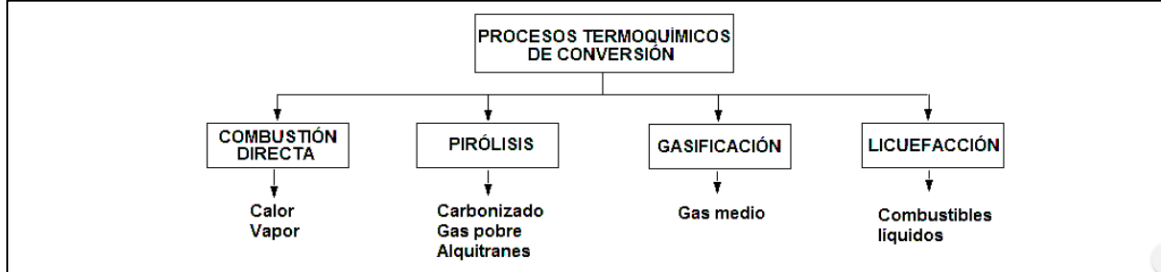 PROCESOS TERMOQUÍMICOS
DE CONVERSIÓN
COMBUSTIÓN
DIRECTA
PIRÓLISIS
GASIFICACIÓN
LICUEFACCIÓN
Calor
Vapor
Carbonizado
Gas pobre
Alquitranes
Gas medio
Combustibles
líquidos